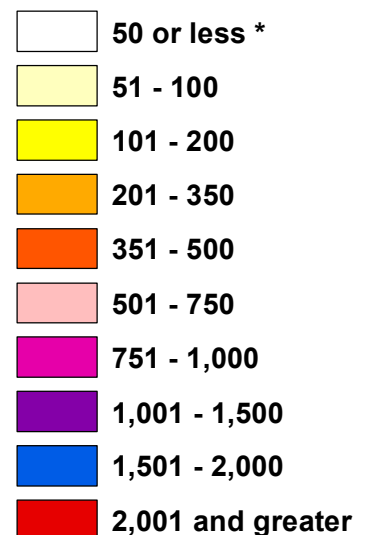 50 or less *
51 - 100
101 - 200
201 - 350
351 - 500
501 - 750
751 - 1,000
1,001 - 1,500
1,501 - 2,000
2,001 and greater